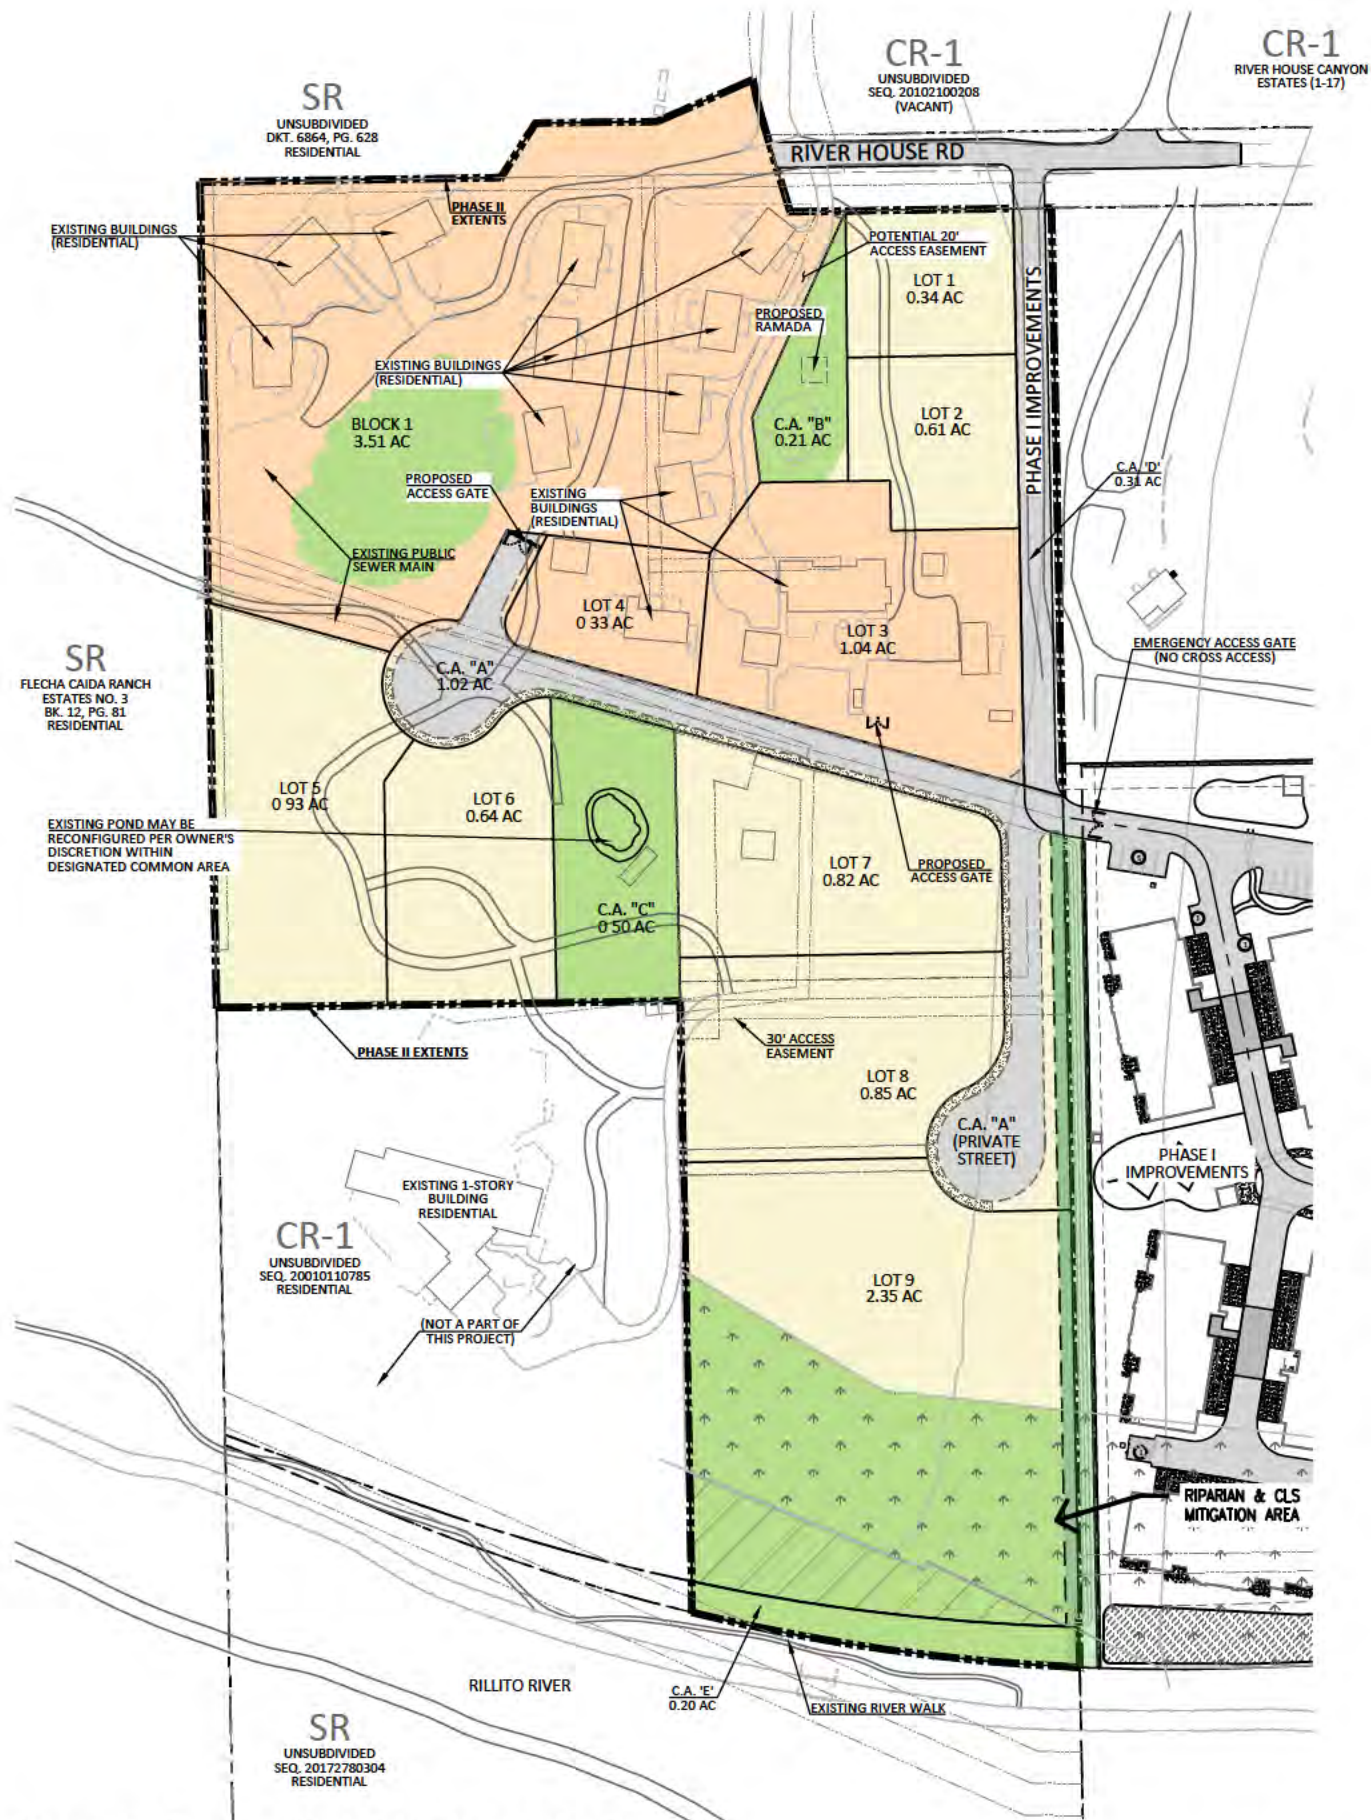 CR-1
UNSUBDIVIDED
SEQ. 20102100208
(VACANT)
CR-1
RIVER HOUSE CANYON
ESTATES (1-17)
SR
UNSUBDIVIDED
DKT. 6864, PG. 628
RESIDENTIAL
RIVER HOUSE RD
PHASE II
EXTENTS
EXISTING BUILDINGS
(RESIDENTIAL)
POTENTIAL 20'
ACCESS EASEMENT
LOT 1
0.34 AC
PHASE I IMPROVEMENTS
PROPOSED
RAMADA
EXISTING BUILDINGS
(RESIDENTIAL)
BLOCK 1
3.51 AC
C.A. "B"
0.21 AC
LOT 2
0.61 AC
C.A. 'D'
0.31 AC
PROPOSED
ACCESS GATE
EXISTING
BUILDINGS
(RESIDENTIAL)
EXISTING PUBLIC
SEWER MAIN
LOT 4
0 33 AC
LOT 3
1.04 AC
EMERGENCY ACCESS GATE
(NO CROSS ACCESS)
SR
FLECHA CAIDA RANCH
ESTATES NO. 3
BK. 12, PG. 81
RESIDENTIAL
C.A. "A"
1.02 AC
LOT 5
0 93 AC
LOT 6
0.64 AC
EXISTING POND MAY BE
RECONFIGURED PER OWNER'S
DISCRETION WITHIN
DESIGNATED COMMON AREA
LOT 7
0.82 AC
PROPOSED
ACCESS GATE
C.A. "C"
0 50 AC
PHASE II EXTENTS
30' ACCESS
EASEMENT
LOT 8
0.85 AC
C.A. "A"
(PRIVATE
STREET)
PHASE I
IMPROVEMENTS
EXISTING 1-STORY
BUILDING
RESIDENTIAL
CR-1
UNSUBDIVIDED
SEQ. 20010110785
RESIDENTIAL
LOT 9
2.35 AC
(NOT A PART OF
THIS PROJECT)
RIPARIAN & CLS
MITIGATION AREA
RILLITO RIVER
C.A. 'E'
0.20 AC
EXISTING RIVER WALK
SR
UNSUBDIVIDED
SEQ. 20172780304
RESIDENTIAL